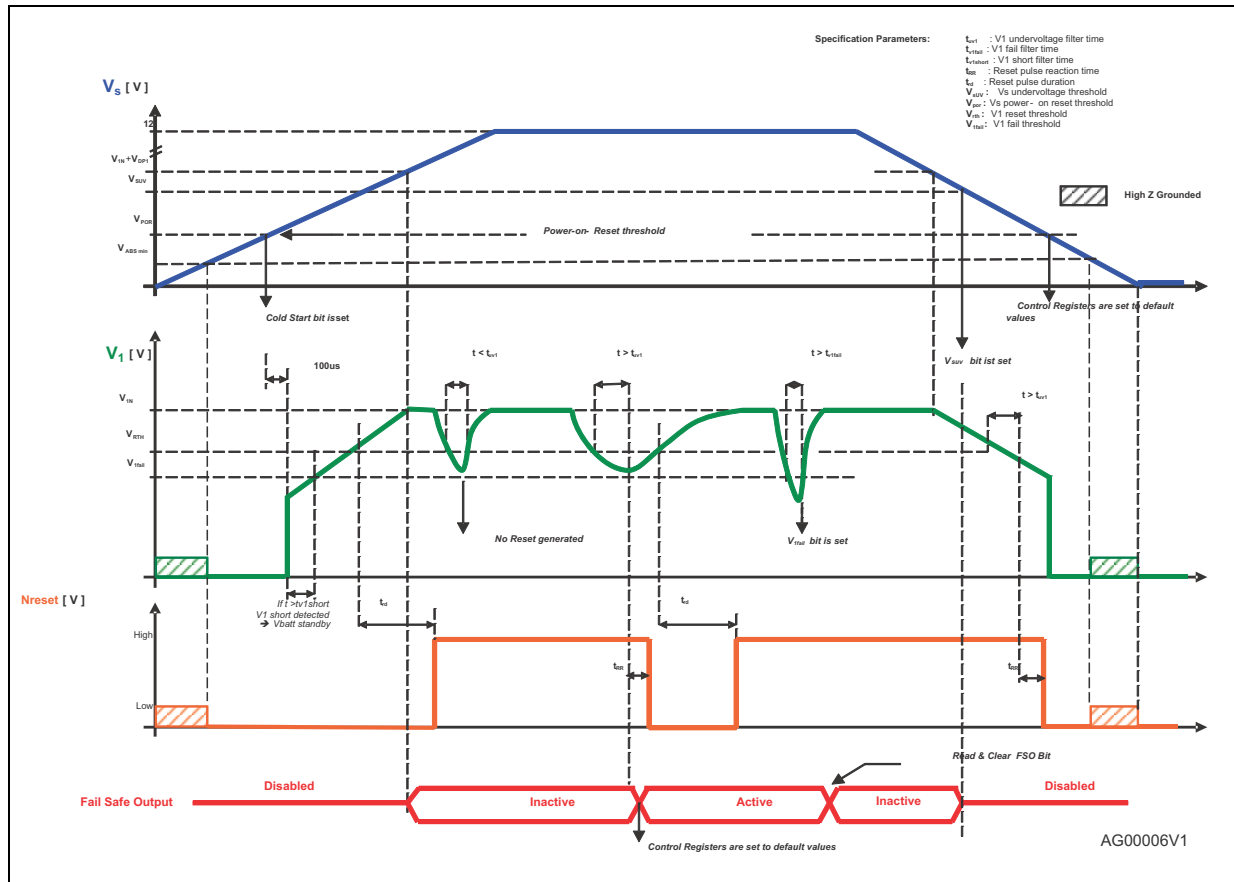 Specification Parameters:
tuv1 : V1 undervoltage filter time
tv1fail : V1 fail filter time
tv1short : V1 short filter time
tRR : Reset pulse reaction time
trd : Reset pulse duration
VsUV : Vs undervoltage threshold
Vpor : Vs power- on reset threshold
Vrth : V1 reset threshold
V1fail : V1 fail threshold
Vs [ V ]
12
V1N +VDP1
VSUV
VPOR
VABS min
Power-on- Reset threshold
High Z Grounded
Cold Start bit isset
Control Registers are set to default
values
VSUV bit ist set
V1 [ V ]
100us
t < tuv1
t > tuv1
t > tv1fail
t > tuv1
V1N
VRTH
V1fail
No Reset generated
V1fail bit is set
If t >tv1short
V1 short detected
➔ Vbatt standby
Nreset [ V ]
trd
trd
High
tRR
tRR
Low
Read & Clear FSO Bit
Fail Safe Output
Disabled
Inactive
Active
Inactive
Disabled
Control Registers are set to default values
AG00006V1